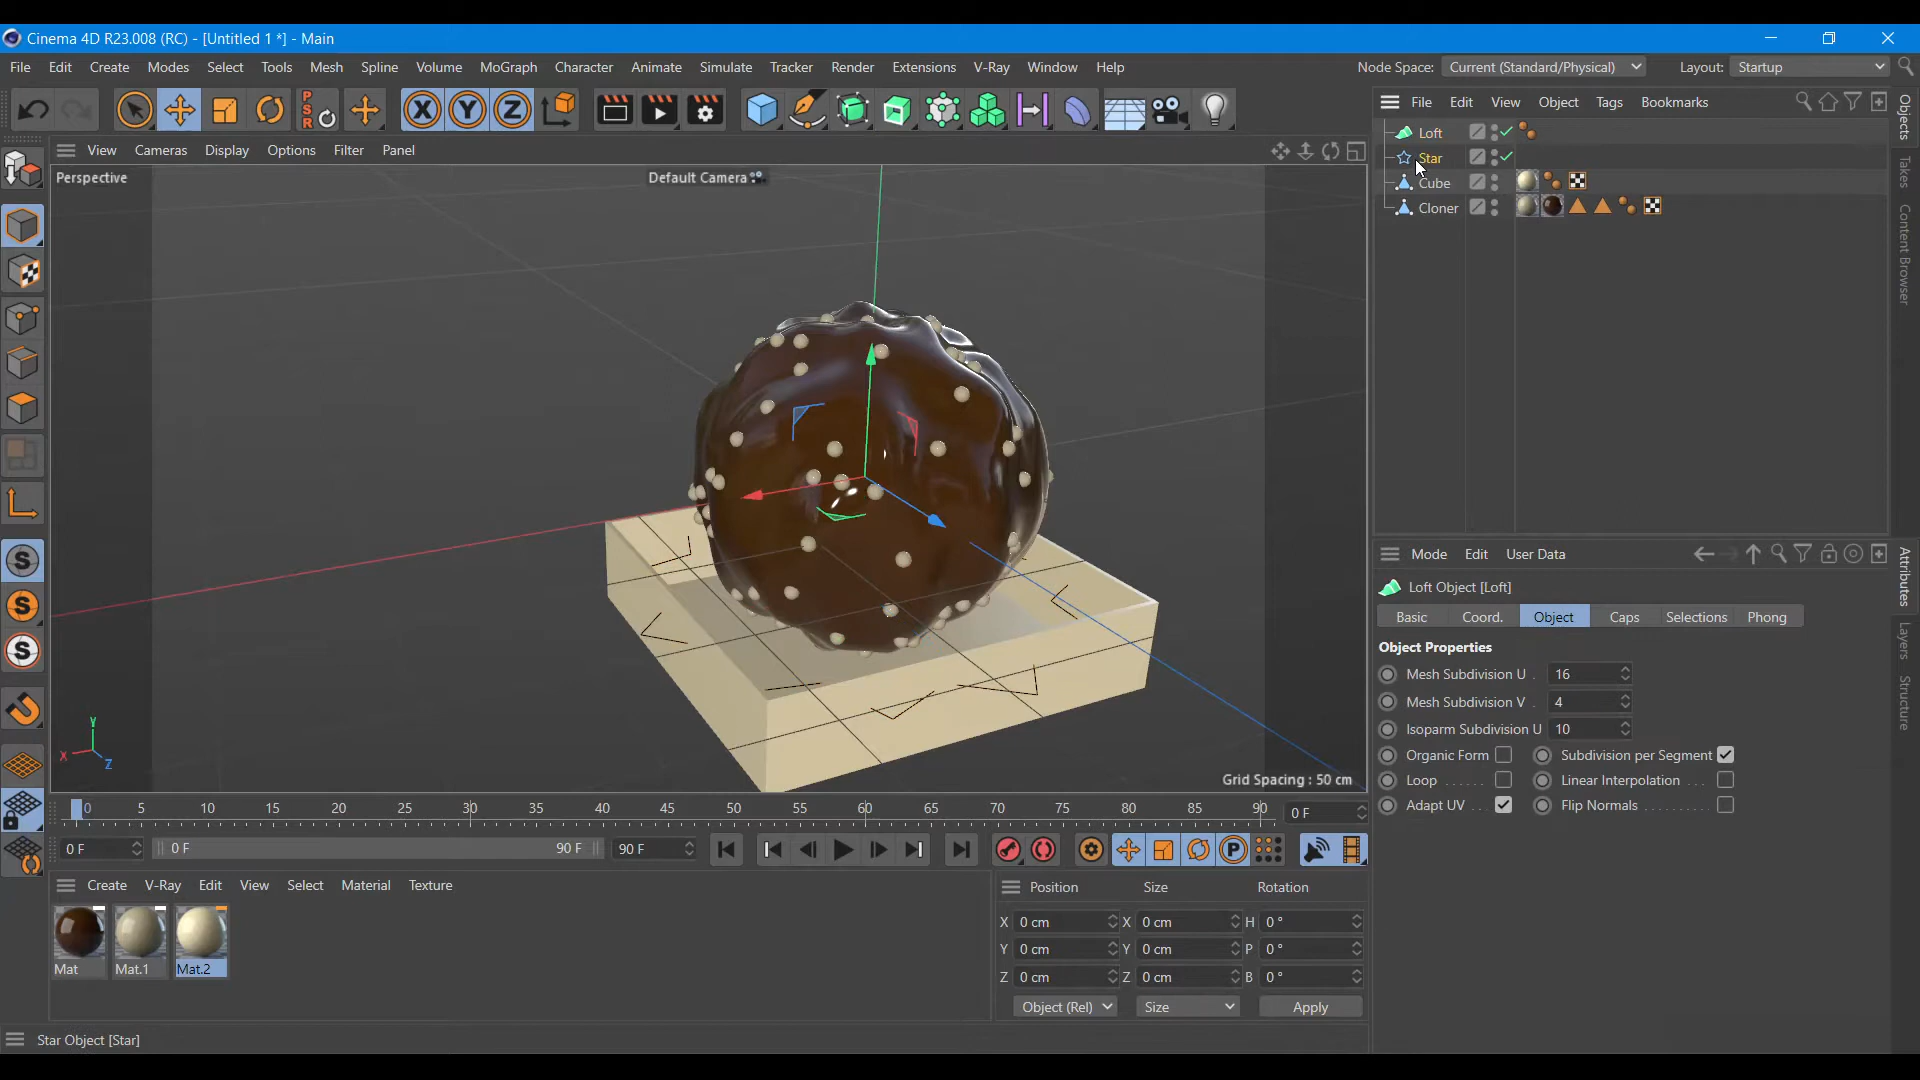 Cinema 4D R23.008 (RC) - [Untitled 1 *] - Main
File Edit Create Modes Select Tools Mesh Spline Volume MoGraph Character Animate Simulate Tracker Render Extensions V-Ray Window Help Node Space: Current (Standard/Physical) Layout: Startup
File Edit View Object Tags Bookmarks
X Y Z
P
S
R
View Cameras Display Options Filter Panel
Perspective
Default Camera
Loft
Star
Cube
Cloner
Objects
Takes
Content Browser
Mode Edit User Data
Loft Object [Loft]
Basic Coord. Object Caps Selections Phong
Object Properties
Mesh Subdivision U . 16
Mesh Subdivision V . 4
Isoparm Subdivision U 10
Organic Form Subdivision per Segment
Loop . . . . . . Linear Interpolation . . .
Adapt UV . . . Flip Normals . . . . . . . . .
Attributes
Layers
Structure
S
S
S
Y
X
Z
Grid Spacing : 50 cm
0 5 10 15 20 25 30 35 40 45 50 55 60 65 70 75 80 85 90 0 F
0 F 0 F 90 F 90 F
P
Create V-Ray Edit View Select Material Texture
Mat Mat.1 Mat.2
Position Size Rotation
X 0 cm X 0 cm H 0 °
Y 0 cm Y 0 cm P 0 °
Z 0 cm Z 0 cm B 0 °
Object (Rel) Size Apply
Star Object [Star]